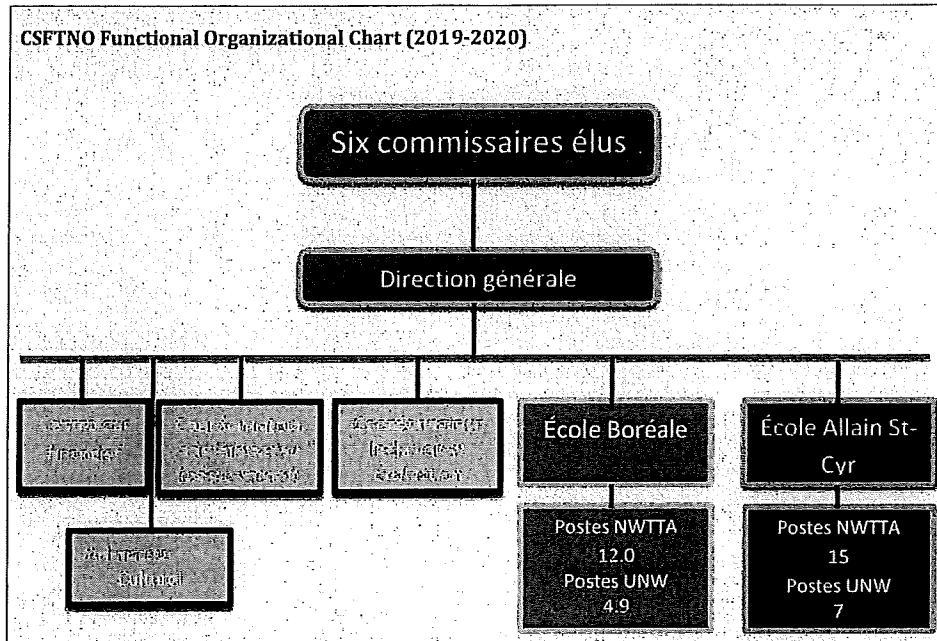 CSFTNO Functional Organizational Chart (2019-2020)
Six commissaires élus
Direction générale
École Boréale
École Allain St-
Cyr
Culturel
Postes NWTTA
12.0
Postes UNW
4.9
Postes NWTTA
15
Postes UNW
7